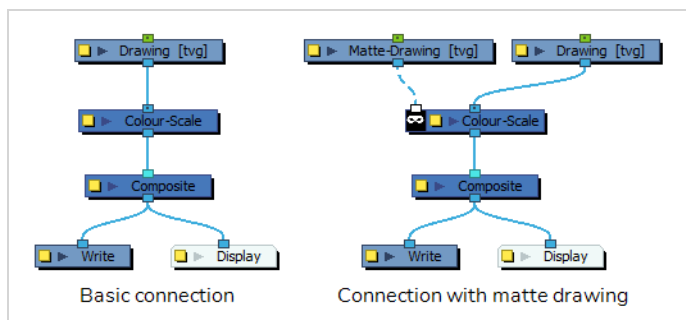 Drawing [tvg]
Colour-Scale
Composite
Write
Display
Basic connection
Matte-Drawing [tvg]
Drawing [tvg]
Colour-Scale
Composite
Write
Display
Connection with matte drawing